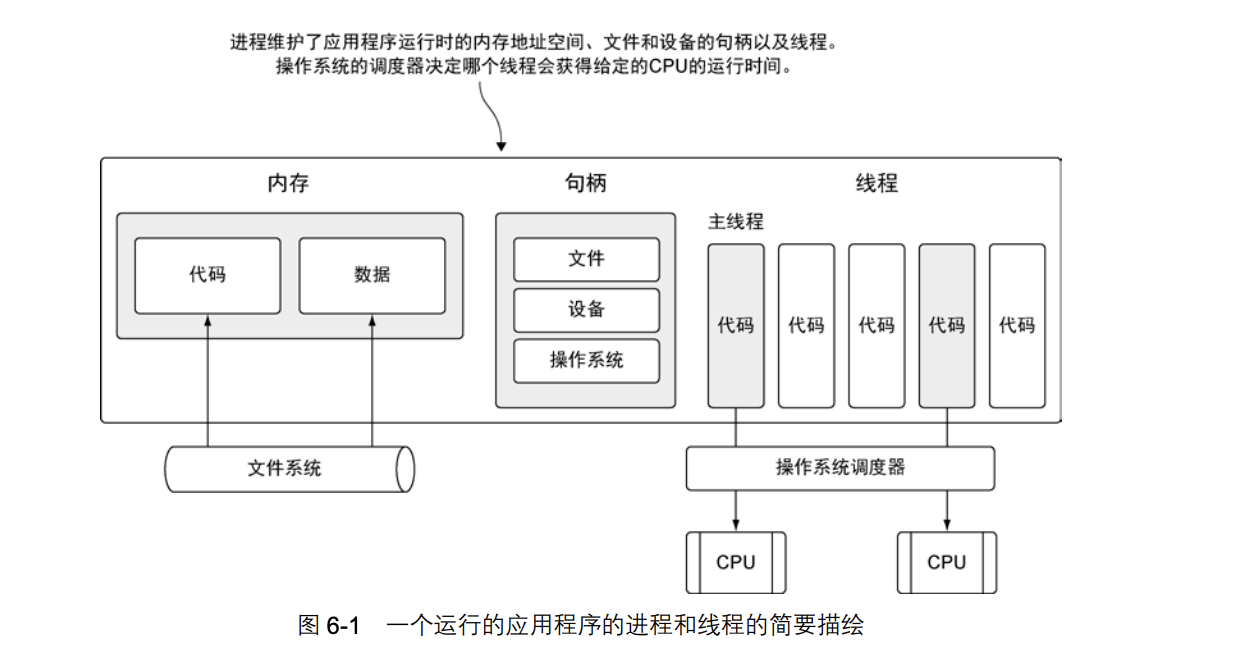 进程维护了应用程序运行时的内存地址空间、文件和设备的句柄以及线程。
操作系统的调度器决定哪个线程会获得给定的CPU的运行时间。
内存
句柄
线程
主线程
代码
数据
文件
设备
操作系统
代码
代码
代码
代码
代码
文件系统
操作系统调度器
CPU
CPU
图 6-1 一个运行的应用程序的进程和线程的简要描绘